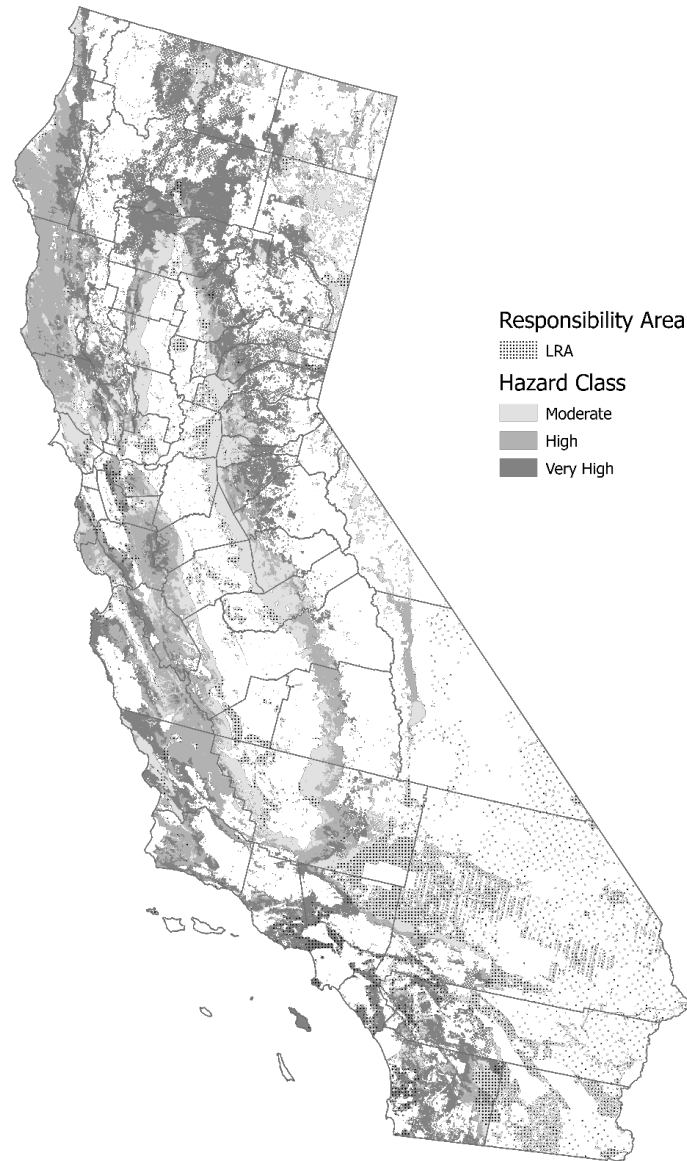 Responsibility Area
LRA
Hazard Class
Moderate
High
Very High